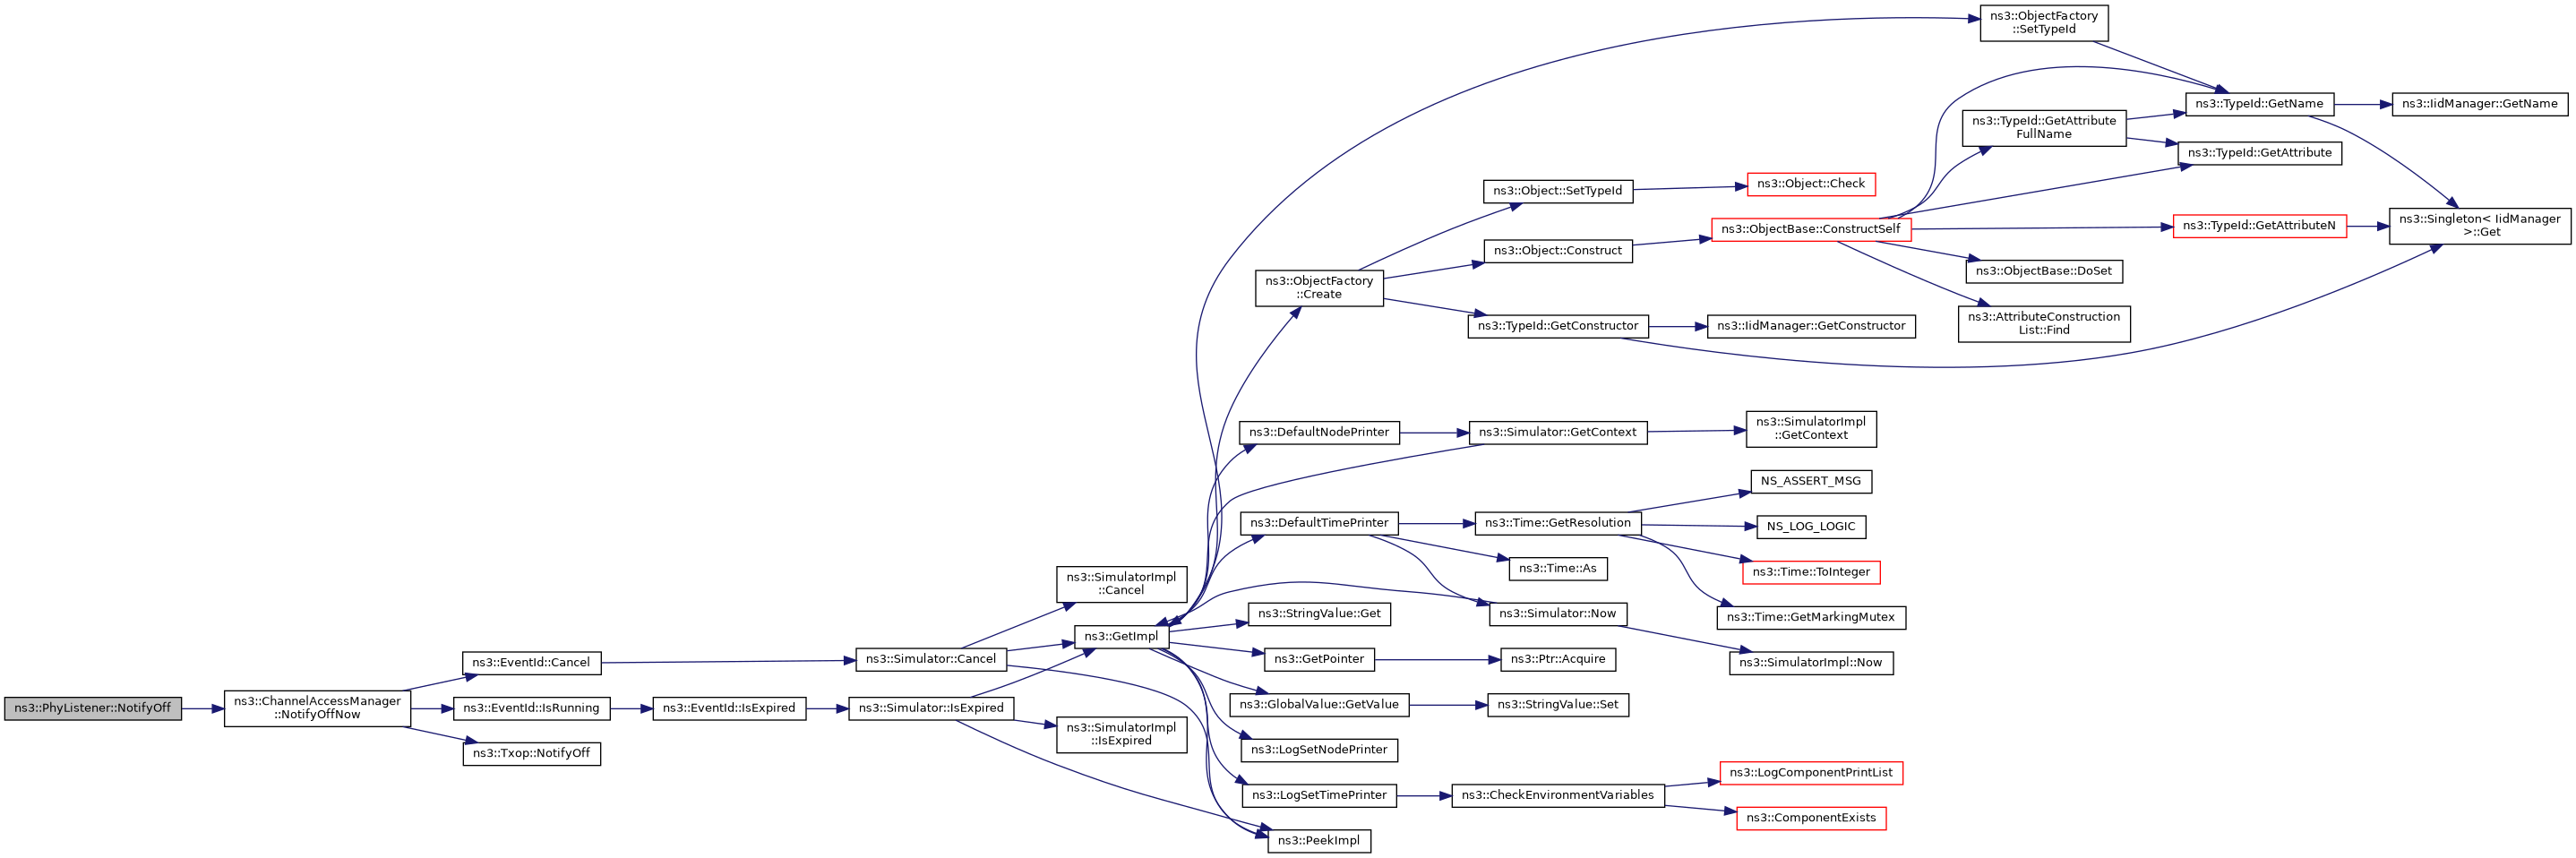 ns3::PhyListener::NotifyOff
ns3::ChannelAccessManager
::NotifyOffNow
ns3::EventId::Cancel
ns3::EventId::IsRunning
ns3::Txop::NotifyOff
ns3::EventId::IsExpired
ns3::Simulator::Cancel
ns3::Simulator::IsExpired
ns3::SimulatorImpl
::Cancel
ns3::GetImpl
ns3::SimulatorImpl
::IsExpired
ns3::ObjectFactory
::Create
ns3::DefaultNodePrinter
ns3::DefaultTimePrinter
ns3::StringValue::Get
ns3::GetPointer
ns3::GlobalValue::GetValue
ns3::LogSetNodePrinter
ns3::LogSetTimePrinter
ns3::PeekImpl
ns3::Object::SetTypeId
ns3::Object::Construct
ns3::TypeId::GetConstructor
ns3::Simulator::GetContext
ns3::Time::GetResolution
ns3::Time::As
ns3::Simulator::Now
ns3::Ptr::Acquire
ns3::StringValue::Set
ns3::CheckEnvironmentVariables
ns3::Object::Check
ns3::ObjectBase::ConstructSelf
ns3::IidManager::GetConstructor
ns3::SimulatorImpl
::GetContext
NS_ASSERT_MSG
NS_LOG_LOGIC
ns3::Time::ToInteger
ns3::Time::GetMarkingMutex
ns3::SimulatorImpl::Now
ns3::LogComponentPrintList
ns3::ComponentExists
ns3::ObjectFactory
::SetTypeId
ns3::TypeId::GetAttribute
FullName
ns3::TypeId::GetName
ns3::TypeId::GetAttribute
ns3::TypeId::GetAttributeN
ns3::ObjectBase::DoSet
ns3::AttributeConstruction
List::Find
ns3::IidManager::GetName
ns3::Singleton< IidManager
>::Get